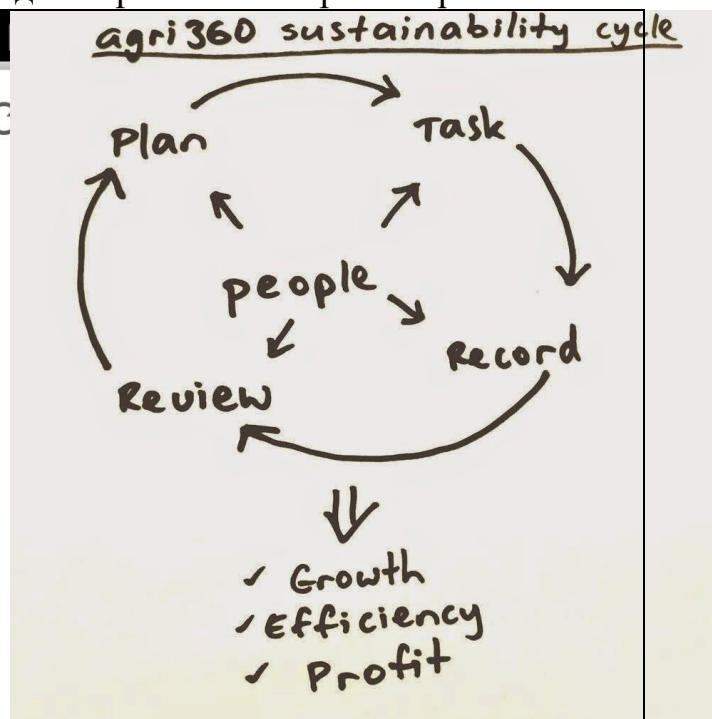 agri360 sustainability cycle
Plan
Task
people
Record
Review
✓ Growth
✓ Efficiency
✓ Profit